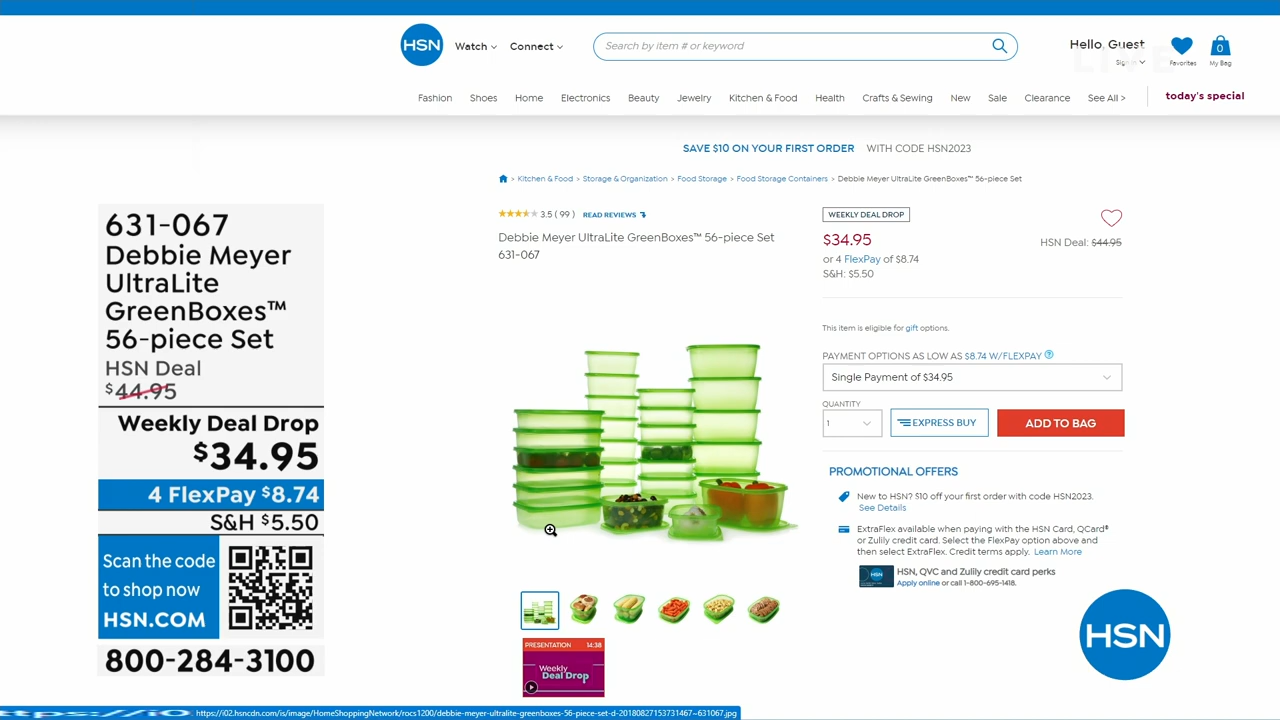 HSN
Watch
Connect
Search by item # or keyword
Hello, Guest
Favorites
0
My Bag
LIVE
Fashion
Shoes
Home
Electronics
Beauty
Jewelry
Kitchen & Food
Health
Crafts & Sewing
New
Sale
Clearance
See All >
today's special
SAVE $10 ON YOUR FIRST ORDER WITH CODE HSN2023
> Kitchen & Food > Storage & Organization > Food Storage > Food Storage Containers > Debbie Meyer UltraLite GreenBoxes™ 56-piece Set
631-067
Debbie Meyer
UltraLite
GreenBoxes™
56-piece Set
HSN Deal
$44.95
Weekly Deal Drop
$34.95
4 FlexPay $8.74
S&H $5.50
Scan the code
to shop now
HSN.COM
800-284-3100
3.5 ( 99 ) READ REVIEWS
Debbie Meyer UltraLite GreenBoxes™ 56-piece Set
631-067
WEEKLY DEAL DROP
$34.95
HSN Deal: $44.95
or 4 FlexPay of $8.74
S&H: $5.50
This item is eligible for gift options.
PAYMENT OPTIONS AS LOW AS $8.74 W/FLEXPAY ?
Single Payment of $34.95
QUANTITY
1
EXPRESS BUY
ADD TO BAG
PROMOTIONAL OFFERS
New to HSN? $10 off your first order with code HSN2023.
See Details
ExtraFlex available when paying with the HSN Card, QCard®
or Zulily credit card. Select the FlexPay option above and
then select ExtraFlex. Credit terms apply. Learn More
HSN
HSN, QVC and Zulily credit card perks
Apply online or call 1-800-695-1418.
PRESENTATION 14:38
Weekly
Deal Drop
HSN
https://i02.hsncdn.com/is/image/HomeShoppingNetwork/rocs1200/debbie-meyer-ultralite-greenboxes-56-piece-set-d-20180827153731467~631067.jpg